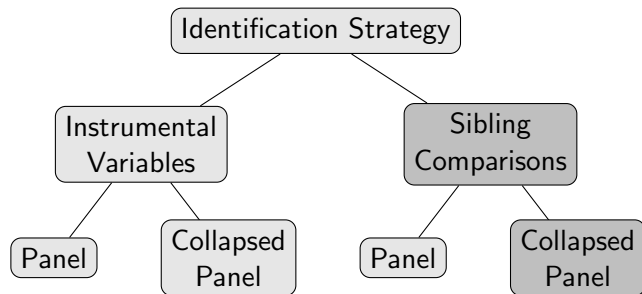 Identification Strategy
Instrumental
Variables
Sibling
Comparisons
Panel
Collapsed
Panel
Panel
Collapsed
Panel